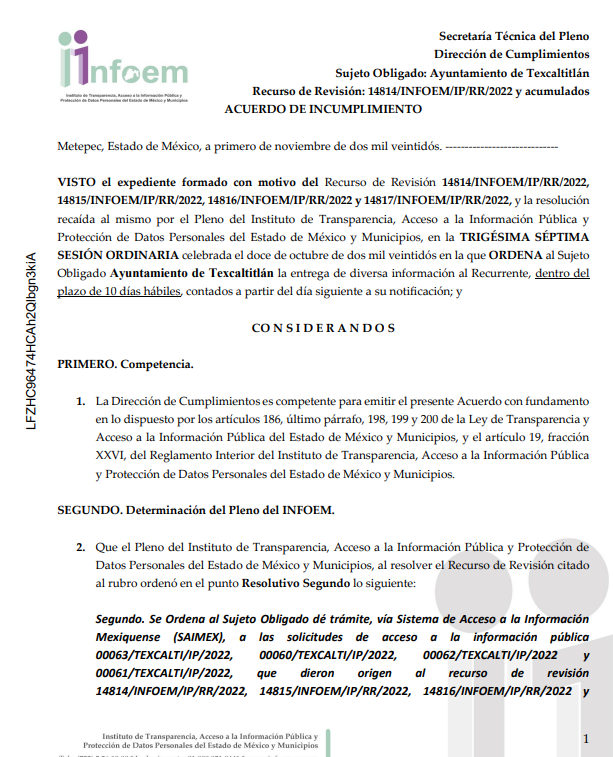 infoem
Instituto de Transparencia, Acceso a la Información Pública y
Protección de Datos Personales del Estado de México y Municipios
Secretaría Técnica del Pleno
Dirección de Cumplimientos
Sujeto Obligado: Ayuntamiento de Texcaltitlán
Recurso de Revisión: 14814/INFOEM/IP/RR/2022 y acumulados
ACUERDO DE INCUMPLIMIENTO
Metepec, Estado de México, a primero de noviembre de dos mil veintidós. -----------------------------
VISTO el expediente formado con motivo del Recurso de Revisión 14814/INFOEM/IP/RR/2022,
14815/INFOEM/IP/RR/2022, 14816/INFOEM/IP/RR/2022 y 14817/INFOEM/IP/RR/2022, y la resolución
recaída al mismo por el Pleno del Instituto de Transparencia, Acceso a la Información Pública y
Protección de Datos Personales del Estado de México y Municipios, en la TRIGÉSIMA SÉPTIMA
SESIÓN ORDINARIA celebrada el doce de octubre de dos mil veintidós en la que ORDENA al Sujeto
Obligado Ayuntamiento de Texcaltitlán la entrega de diversa información al Recurrente, dentro del
plazo de 10 días hábiles, contados a partir del día siguiente a su notificación; y
LFZHC96474HCAh2QIbgn3kiA
C O N S I D E R A N D O S
PRIMERO. Competencia.
1. La Dirección de Cumplimientos es competente para emitir el presente Acuerdo con fundamento
en lo dispuesto por los artículos 186, último párrafo, 198, 199 y 200 de la Ley de Transparencia y
Acceso a la Información Pública del Estado de México y Municipios, y el artículo 19, fracción
XXVI, del Reglamento Interior del Instituto de Transparencia, Acceso a la Información Pública
y Protección de Datos Personales del Estado de México y Municipios.
SEGUNDO. Determinación del Pleno del INFOEM.
2. Que el Pleno del Instituto de Transparencia, Acceso a la Información Pública y Protección de
Datos Personales del Estado de México y Municipios, al resolver el Recurso de Revisión citado
al rubro ordenó en el punto Resolutivo Segundo lo siguiente:
Segundo. Se Ordena al Sujeto Obligado dé trámite, vía Sistema de Acceso a la Información
Mexiquense (SAIMEX), a las solicitudes de acceso a la información pública
00063/TEXCALTI/IP/2022, 00060/TEXCALTI/IP/2022, 00062/TEXCALTI/IP/2022 y
00061/TEXCALTI/IP/2022, que dieron origen al recurso de revisión
14814/INFOEM/IP/RR/2022, 14815/INFOEM/IP/RR/2022, 14816/INFOEM/IP/RR/2022 y
Instituto de Transparencia, Acceso a la Información Pública y
Protección de Datos Personales del Estado de México y Municipios
1